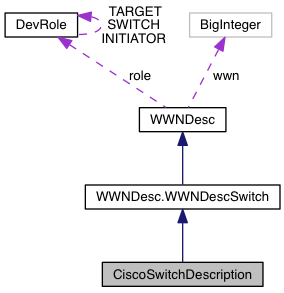 DevRole
TARGET
SWITCH
INITIATOR
BigInteger
role
wwn
WWNDesc
WWNDesc.WWNDescSwitch
CiscoSwitchDescription